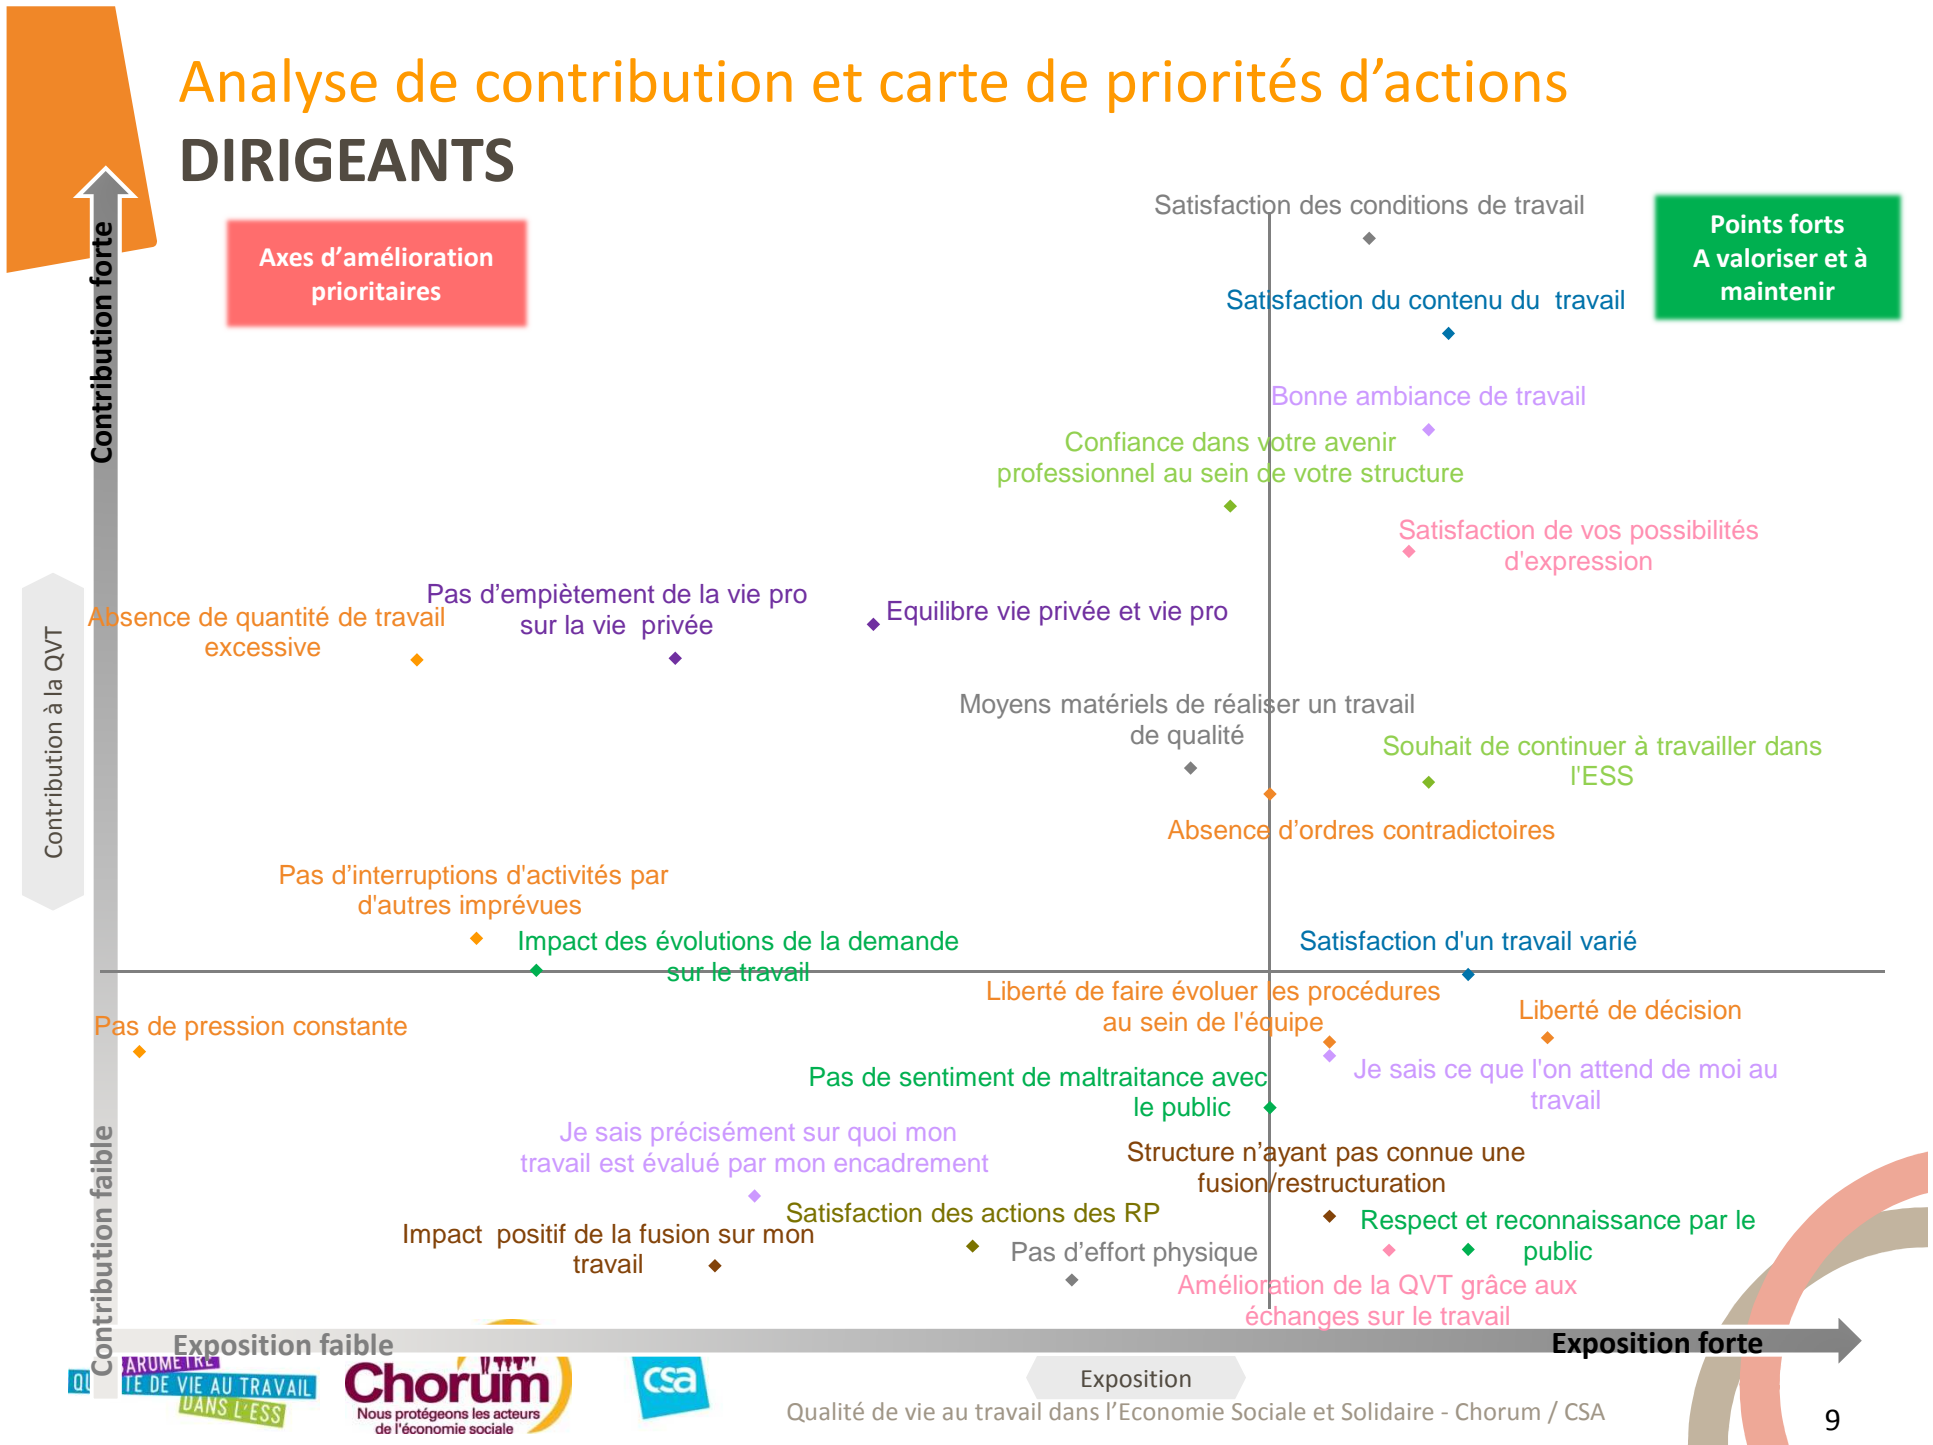 Analyse de contribution et carte de priorités d’actions
DIRIGEANTS
Contribution forte
Axes d’amélioration
prioritaires
Satisfaction des conditions de travail
Points forts
A valoriser et à
maintenir
Satisfaction du contenu du  travail
Bonne ambiance de travail
Confiance dans votre avenir
professionnel au sein de votre structure
Satisfaction de vos possibilités
d'expression
Contribution à la QVT
Absence de quantité de travail
excessive
Pas d’empiètement de la vie pro
sur la vie  privée
Equilibre vie privée et vie pro
Moyens matériels de réaliser un travail
de qualité
Souhait de continuer à travailler dans
l'ESS
Absence d’ordres contradictoires
Pas d’interruptions d'activités par
d'autres imprévues
Impact des évolutions de la demande
sur le travail
Satisfaction d'un travail varié
Liberté de faire évoluer les procédures
au sein de l'équipe
Liberté de décision
Pas de pression constante
Je sais ce que l'on attend de moi au
travail
Pas de sentiment de maltraitance avec
le public
Contribution faible
Je sais précisément sur quoi mon
travail est évalué par mon encadrement
Structure n’ayant pas connue une
fusion/restructuration
Satisfaction des actions des RP
Impact  positif de la fusion sur mon
travail
Respect et reconnaissance par le
public
Pas d’effort physique
Amélioration de la QVT grâce aux
échanges sur le travail
Exposition faible
Exposition forte
Exposition
TE DE VIE AU TRAVAIL
DANS L'ESS
Chorum
Nous protégeons les acteurs
de l'économie sociale
csa
Qualité de vie au travail dans l’Economie Sociale et Solidaire - Chorum / CSA
9